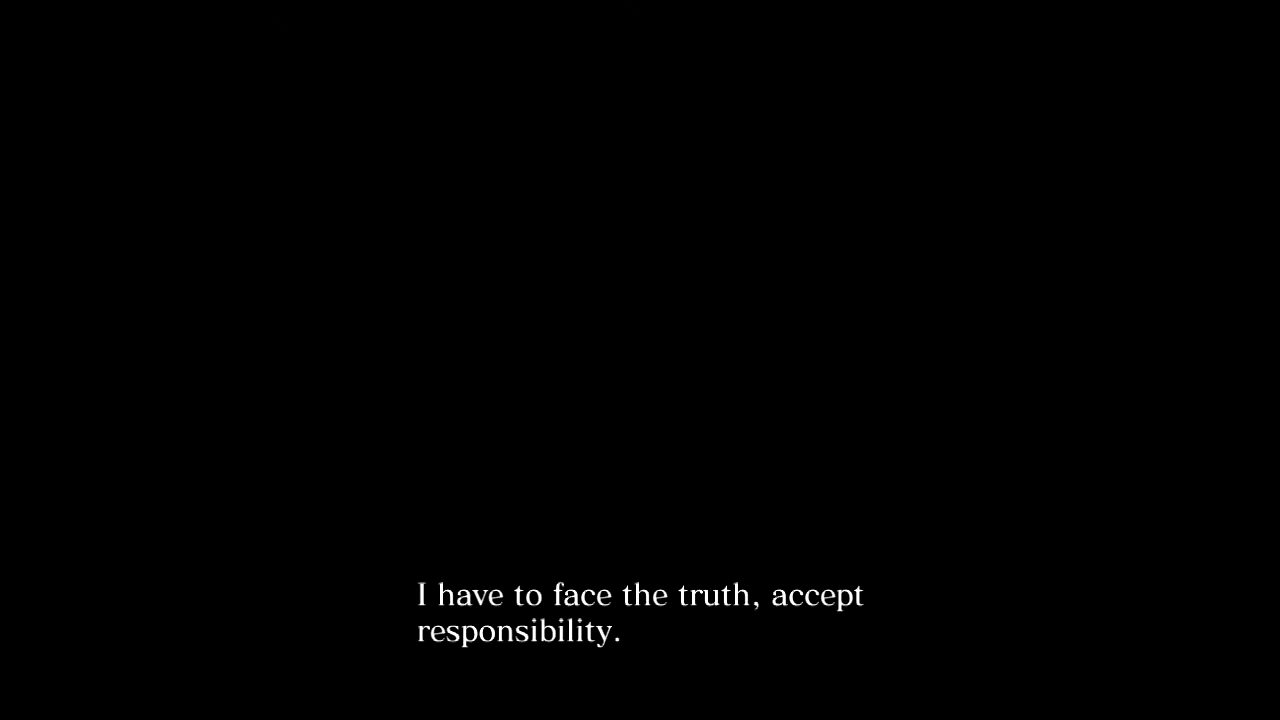 I have to face the truth, accept
responsibility.